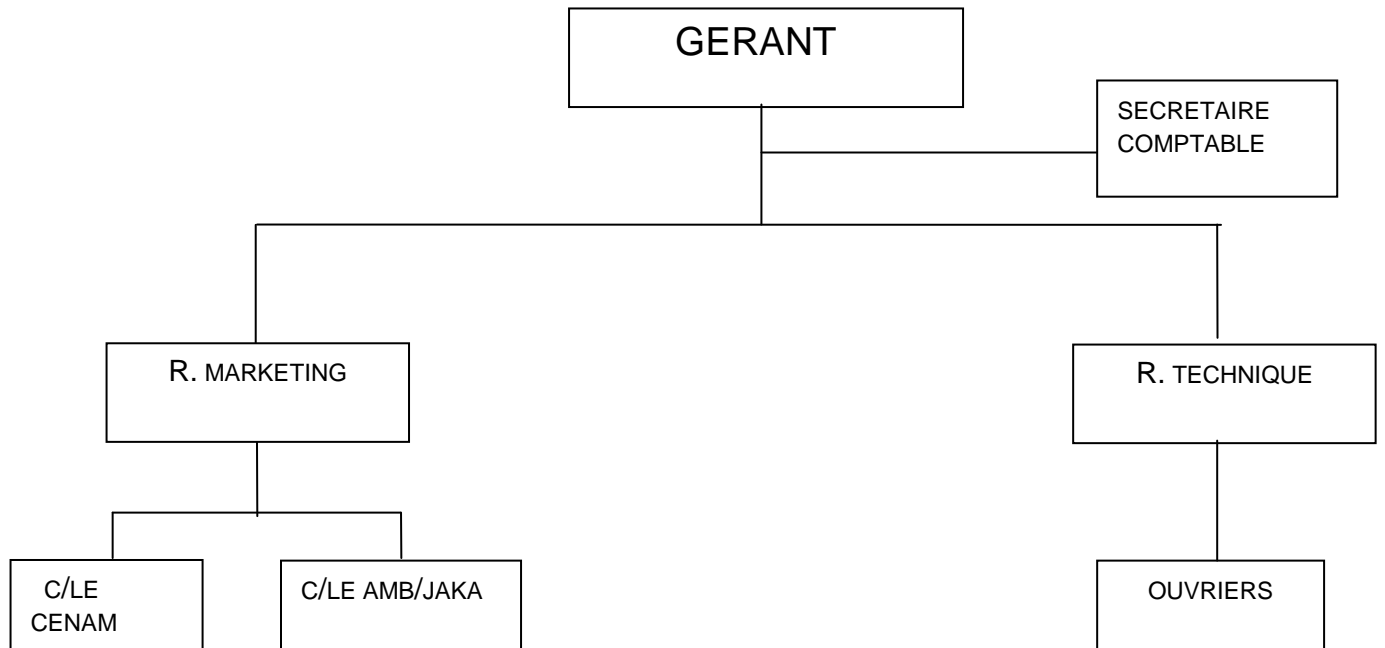 GERANT
SECRETAIRE
COMPTABLE
R. MARKETING
R. TECHNIQUE
C/LE
CENAM
C/LE AMB/JAKA
OUVRIERS